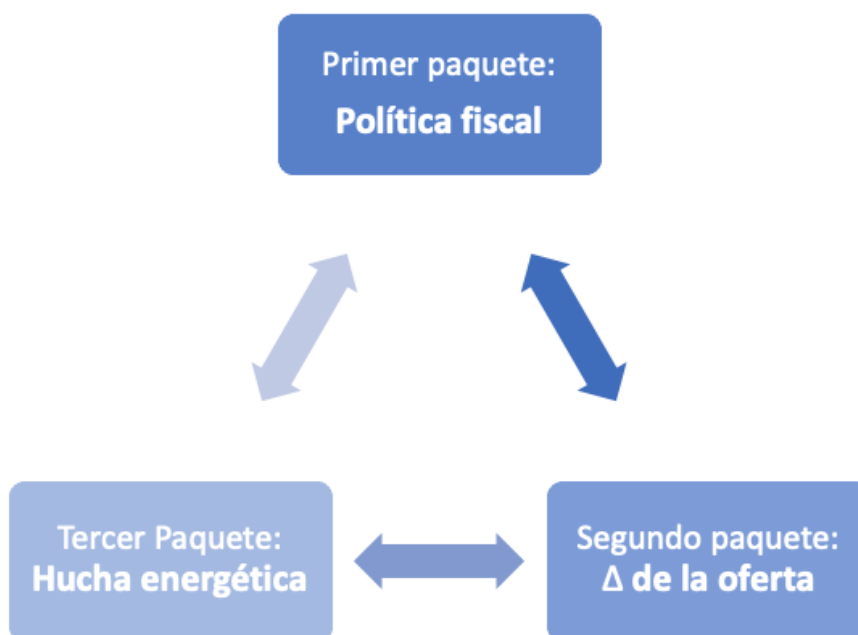 Primer paquete:
Política fiscal
Tercer Paquete:
Hucha energética
Segundo paquete:
Δ de la oferta